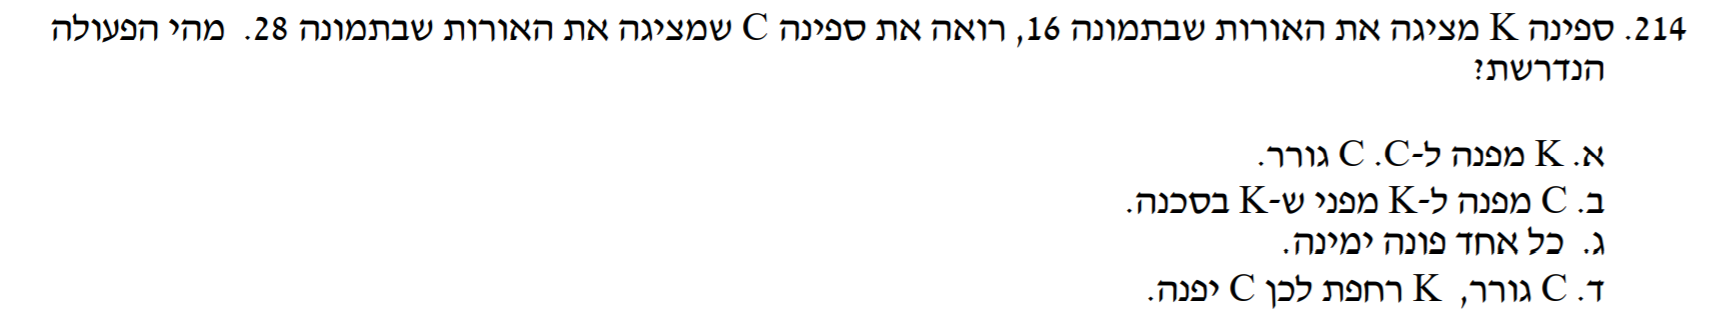 214. ספינה K מציגה את האורות שבתמונה 16, רואה את ספינה C שמציגה את האורות שבתמונה 28. מהי הפעולה
הנדרשת?
א. K מפנה ל-C. C גורר.
ב. C מפנה ל-K מפני ש-K בסכנה.
ג. כל אחד פונה ימינה.
ד. C גורר, K רחפת לכן C יפנה.